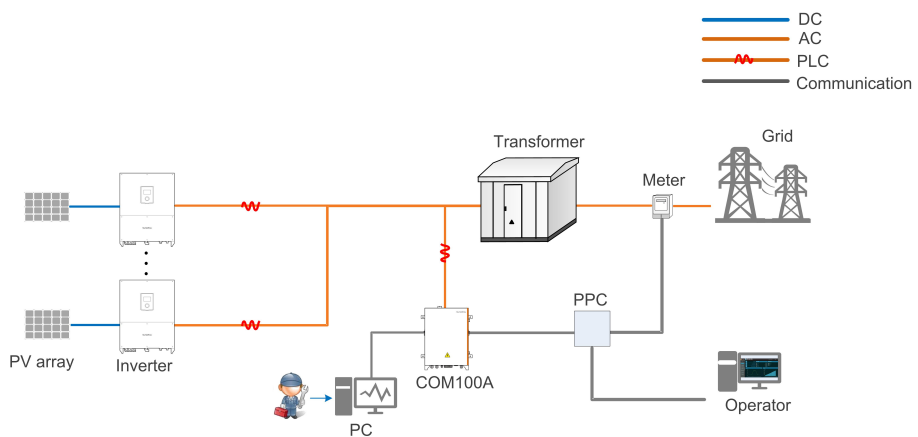 DC
AC
PLC
Communication
Transformer
Grid
Meter
PPC
PV array
Inverter
COM100A
PC
Operator